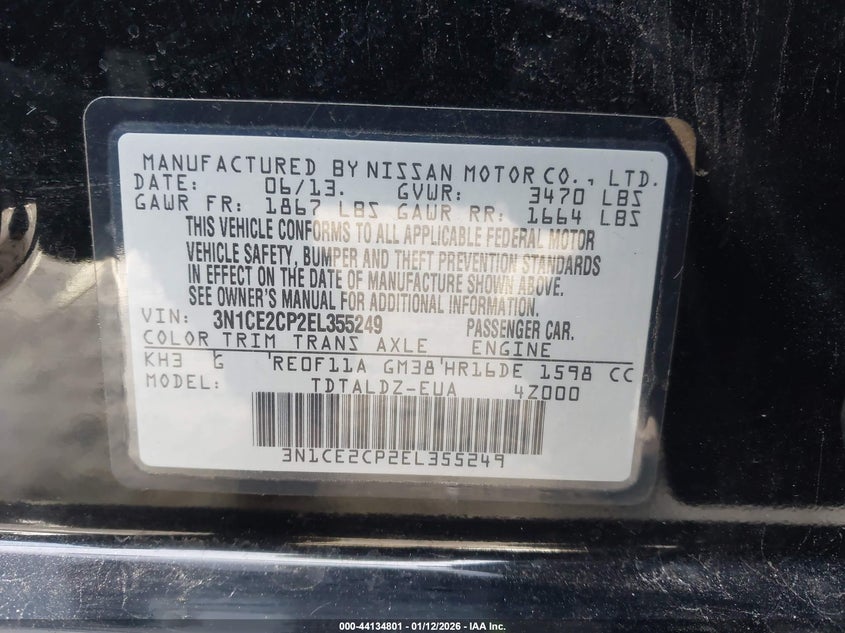 MANUFACTURED BY NISSAN MOTOR CO., LTD.
DATE: 06/13. GVWR: 3470 LBS
GAWR FR: 1867 LBS GAWR RR: 1664 LBS
THIS VEHICLE CONFORMS TO ALL APPLICABLE FEDERAL MOTOR
VEHICLE SAFETY, BUMPER AND THEFT PREVENTION STANDARDS
IN EFFECT ON THE DATE OF MANUFACTURE SHOWN ABOVE.
SEE OWNER'S MANUAL FOR ADDITIONAL INFORMATION.
VIN: 3N1CE2CP2EL355249 PASSENGER CAR.
COLOR TRIM TRANS AXLE ENGINE
KH3 G 'RE0F11A GM38'HR16DE 1598 CC
MODEL: TDTALDZ-EUA 4Z000
3N1CE2CP2EL355249
000-44134801 - 01/12/2026 - IAA Inc.